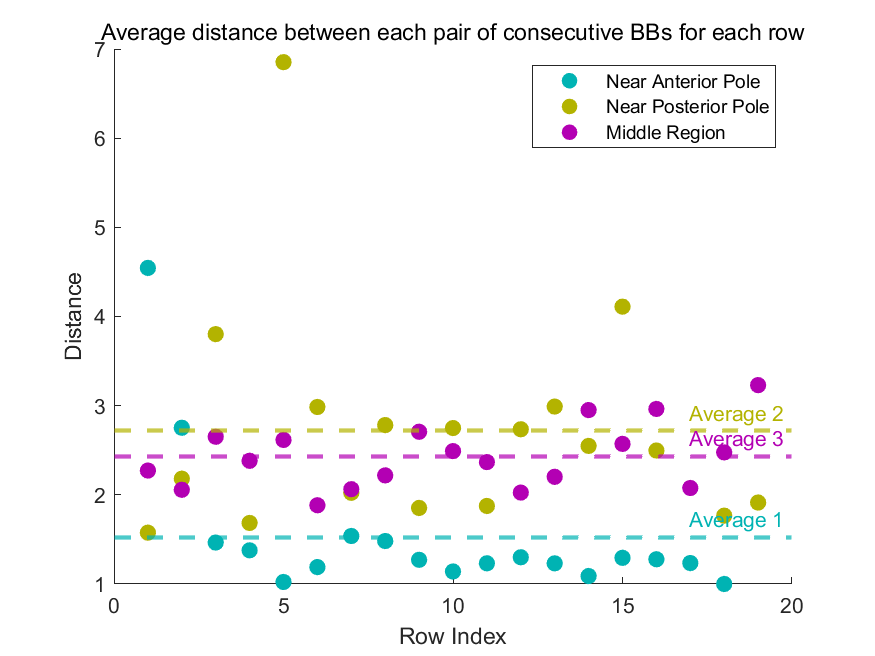 Average distance between each pair of consecutive BBs for each row
7
6
5
4
3
2
1
Distance
Near Anterior Pole
Near Posterior Pole
Middle Region
Average 2
Average 3
Average 1
0 5 10 15 20
Row Index